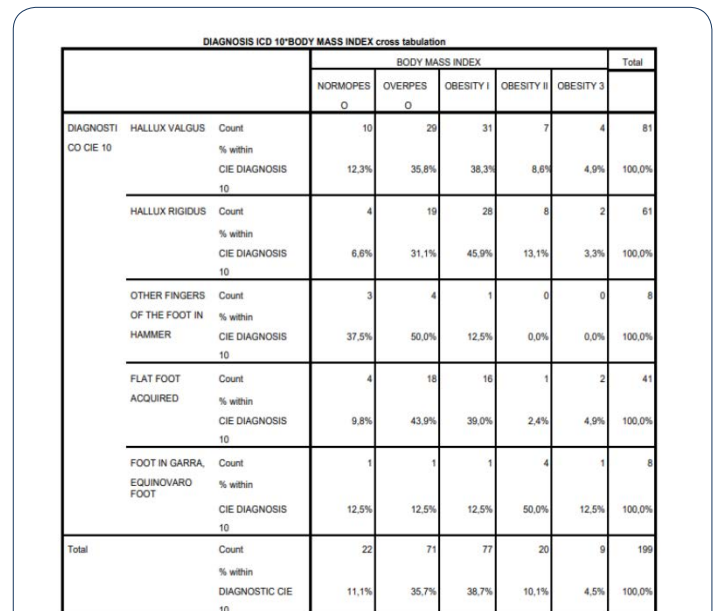 DIAGNOSIS ICD 10*BODY MASS INDEX cross tabulation
BODY MASS INDEX Total
NORMOPES OVERPES OBESITY I OBESITY II OBESITY 3
O O
DIAGNOSTI HALLUX VALGUS Count 10 29 31 7 4 81
CO CIE 10 % within
CIE DIAGNOSIS 12,3% 35,8% 38,3% 8,6% 4,9% 100,0%
10
HALLUX RIGIDUS Count 4 19 28 8 2 61
% within
CIE DIAGNOSIS 6,6% 31,1% 45,9% 13,1% 3,3% 100,0%
10
OTHER FINGERS Count 3 4 1 0 0 8
OF THE FOOT IN % within
HAMMER CIE DIAGNOSIS 37,5% 50,0% 12,5% 0,0% 0,0% 100,0%
10
FLAT FOOT Count 4 18 16 1 2 41
ACQUIRED % within
CIE DIAGNOSIS 9,8% 43,9% 39,0% 2,4% 4,9% 100,0%
10
FOOT IN GARRA, Count 1 1 1 4 1 8
EQUINOVARO % within
FOOT
CIE DIAGNOSIS 12,5% 12,5% 12,5% 50,0% 12,5% 100,0%
10
Total Count 22 71 77 20 9 199
% within
DIAGNOSTIC CIE 11,1% 35,7% 38,7% 10,1% 4,5% 100,0%
10